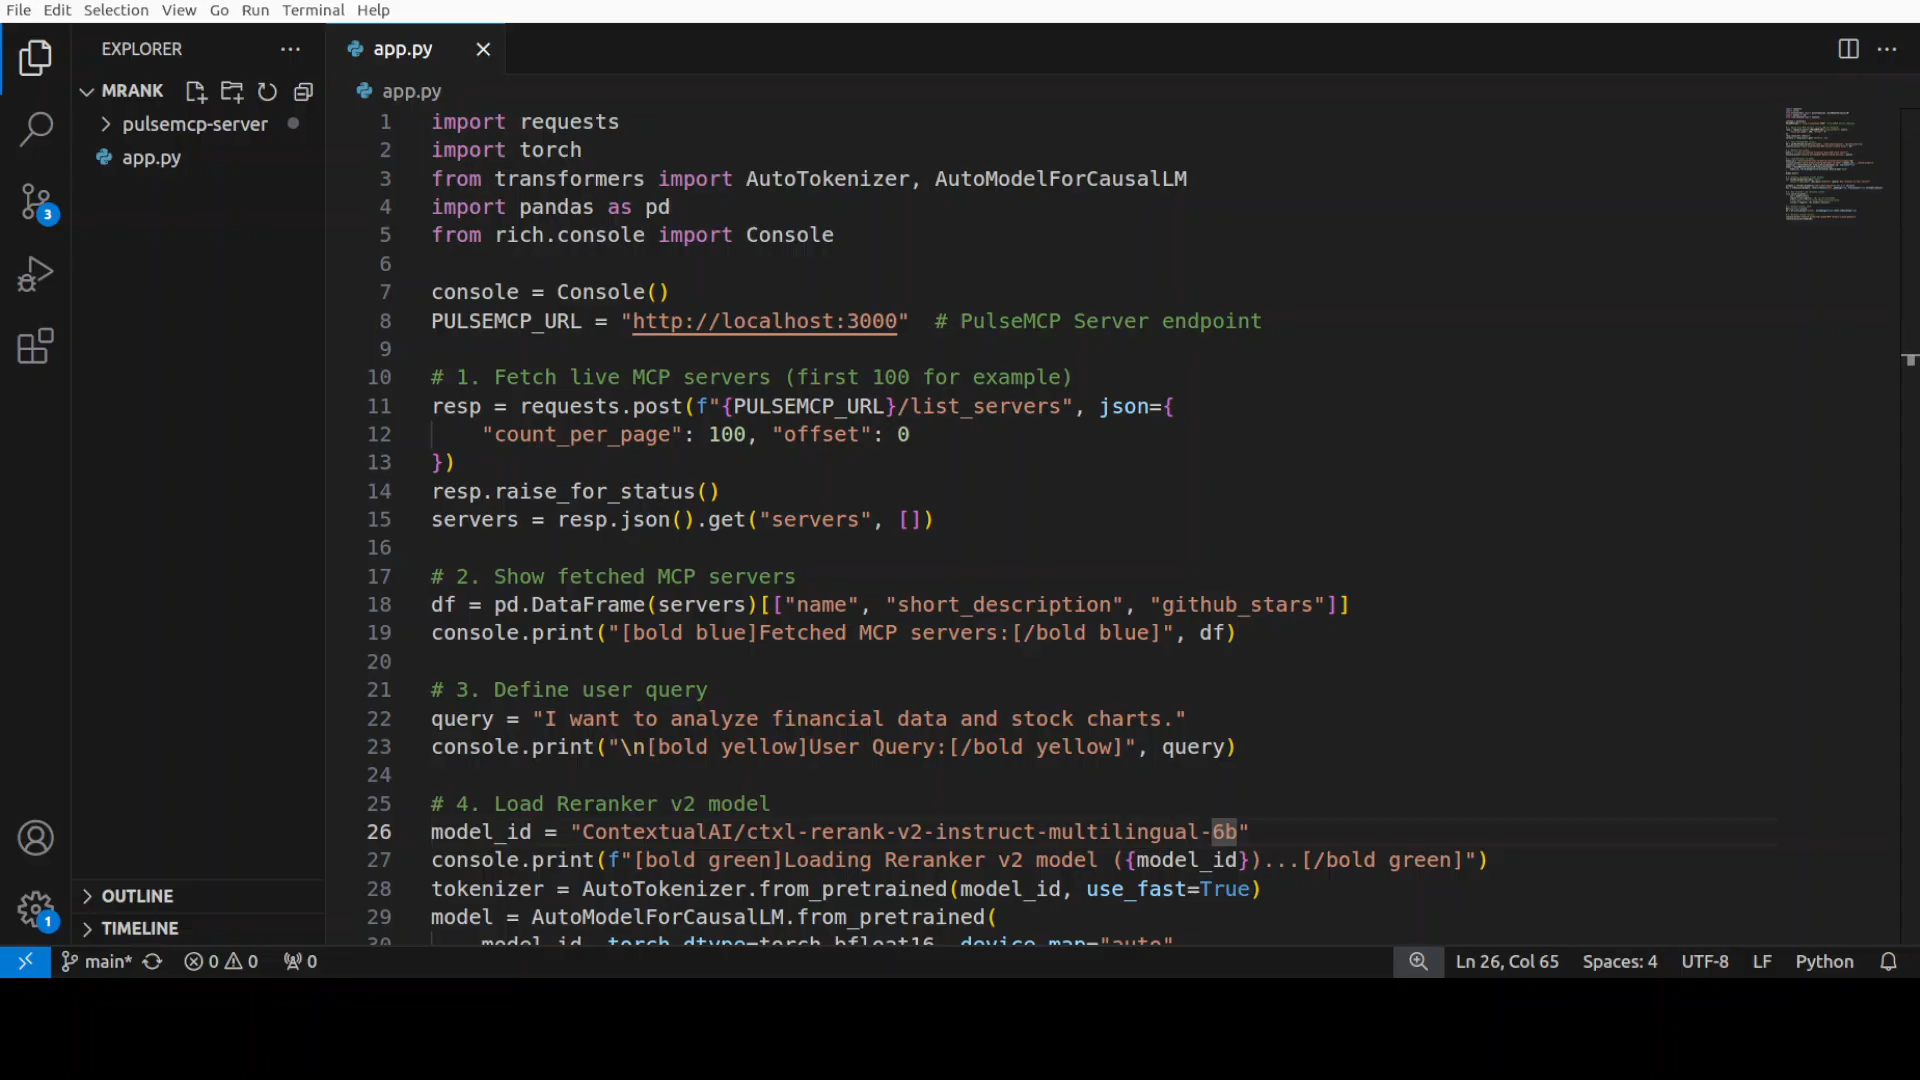 File Edit Selection View Go Run Terminal Help
EXPLORER
MRANK
pulsemcp-server
app.py
OUTLINE
TIMELINE
3
1
app.py
app.py
1 import requests
2 import torch
3 from transformers import AutoTokenizer, AutoModelForCausalLM
4 import pandas as pd
5 from rich.console import Console
6
7 console = Console()
8 PULSEMCP_URL = "http://localhost:3000"  # PulseMCP Server endpoint
9
10 # 1. Fetch live MCP servers (first 100 for example)
11 resp = requests.post(f"{PULSEMCP_URL}/list_servers", json={
12     "count_per_page": 100, "offset": 0
13 })
14 resp.raise_for_status()
15 servers = resp.json().get("servers", [])
16
17 # 2. Show fetched MCP servers
18 df = pd.DataFrame(servers)[["name", "short_description", "github_stars"]]
19 console.print("[bold blue]Fetched MCP servers:[/bold blue]", df)
20
21 # 3. Define user query
22 query = "I want to analyze financial data and stock charts."
23 console.print("\n[bold yellow]User Query:[/bold yellow]", query)
24
25 # 4. Load Reranker v2 model
26 model_id = "ContextualAI/ctxl-rerank-v2-instruct-multilingual-6b"
27 console.print(f"[bold green]Loading Reranker v2 model ({model_id})...[/bold green]")
28 tokenizer = AutoTokenizer.from_pretrained(model_id, use_fast=True)
29 model = AutoModelForCausalLM.from_pretrained(
30     model_id, torch_dtype=torch.bfloat16, device_map="auto"
main* 0 0 0 Ln 26, Col 65 Spaces: 4 UTF-8 LF Python